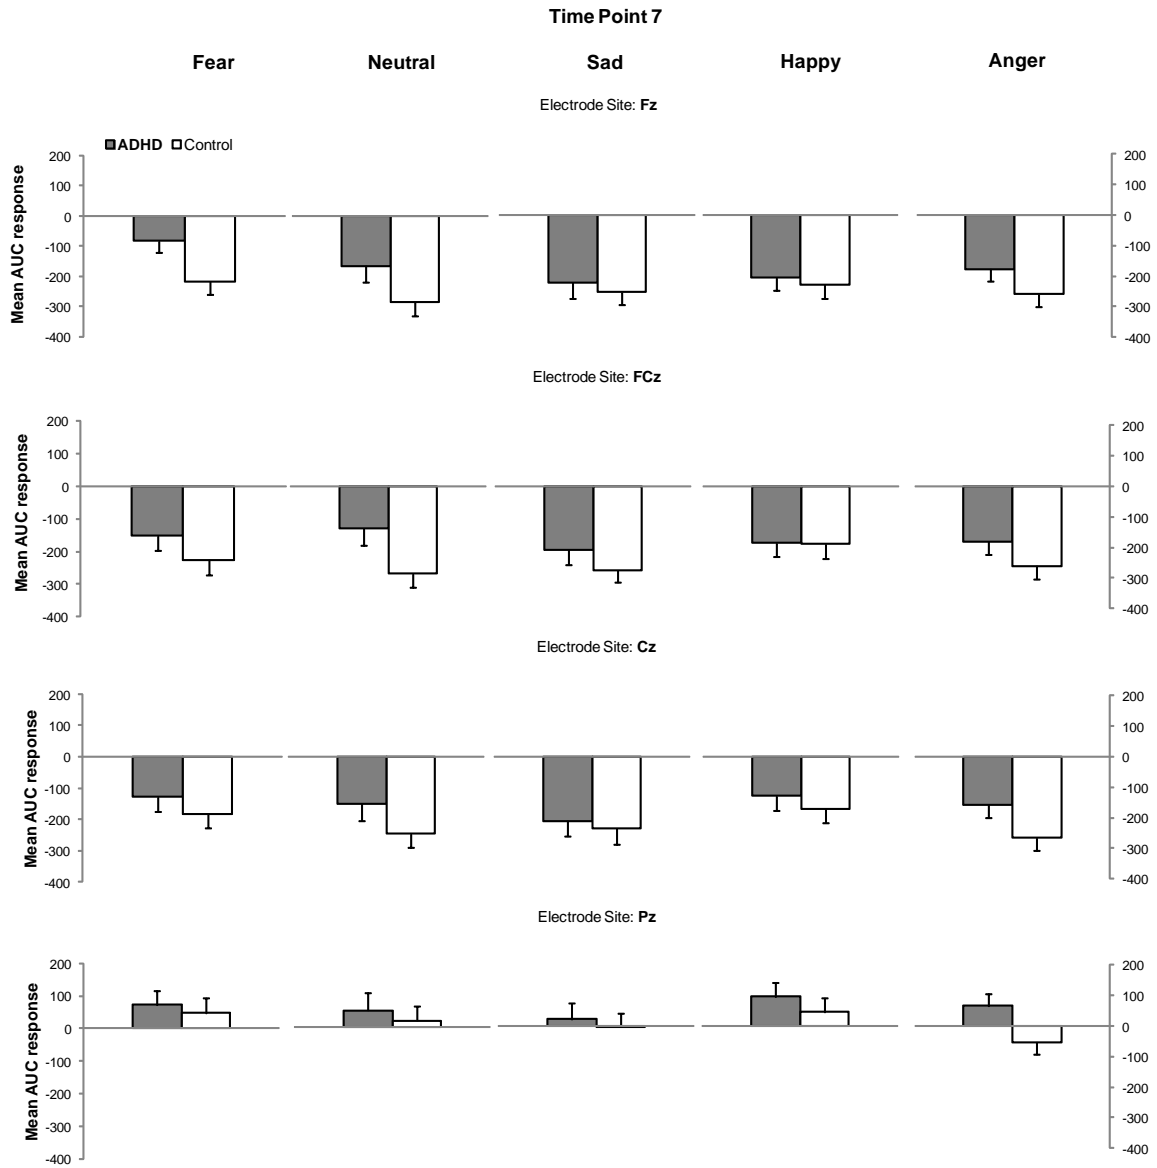 Time Point 7
Fear Neutral Sad Happy Anger
Electrode Site: Fz
ADHD Control
Mean AUC response
200 200
100 100
0 0
-100 -100
-200 -200
-300 -300
-400 -400
Electrode Site: FCz
Mean AUC response
200 200
100 100
0 0
-100 -100
-200 -200
-300 -300
-400 -400
Electrode Site: Cz
Mean AUC response
200 200
100 100
0 0
-100 -100
-200 -200
-300 -300
-400 -400
Electrode Site: Pz
Mean AUC response
200 200
100 100
0 0
-100 -100
-200 -200
-300 -300
-400 -400